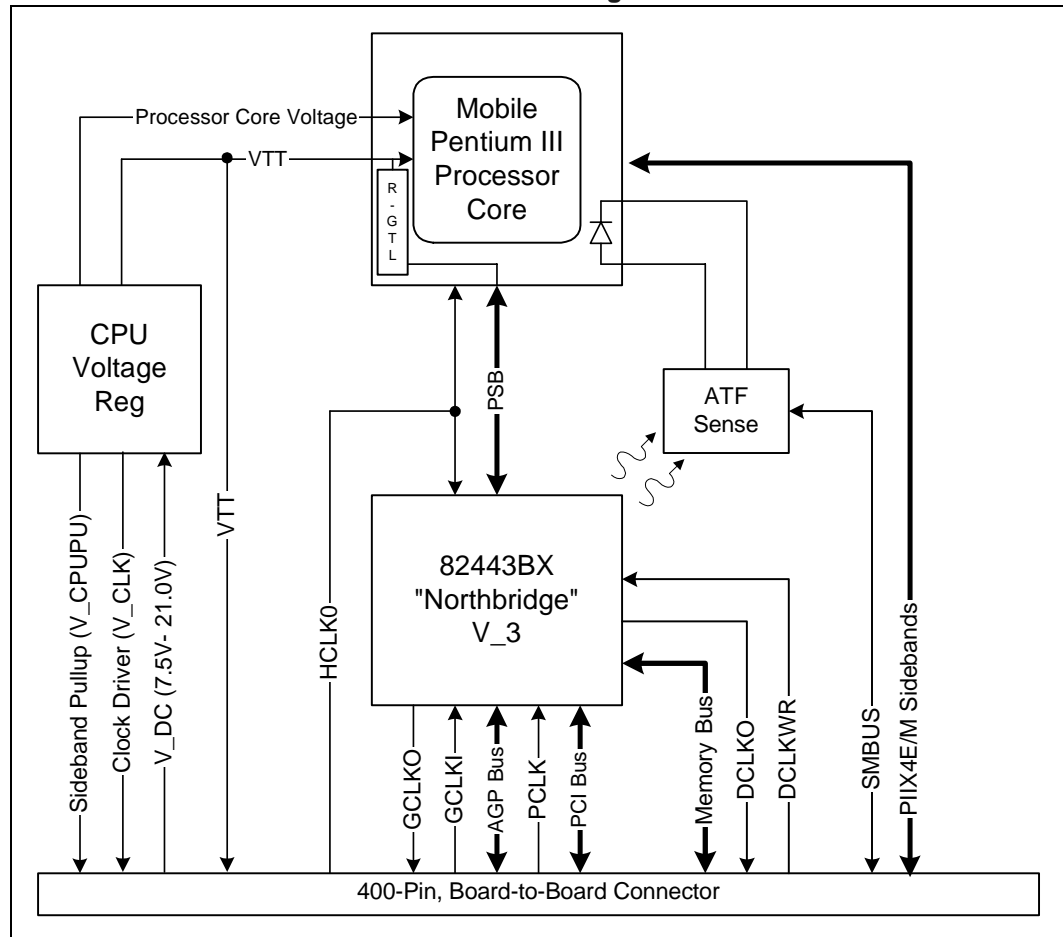 Mobile
Pentium III
Processor
Core
Processor Core Voltage
VTT
R
-
G
T
L
CPU
Voltage
Reg
PSB
ATF
Sense
82443BX
"Northbridge"
V_3
Sideband Pullup (V_CPUPU)
Clock Driver (V_CLK)
V_DC (7.5V- 21.0V)
VTT
HCLK0
GCLKO
GCLKI
AGP Bus
PCLK
PCI Bus
Memory Bus
DCLKO
DCLKWR
SMBUS
PIIX4E/M Sidebands
400-Pin, Board-to-Board Connector